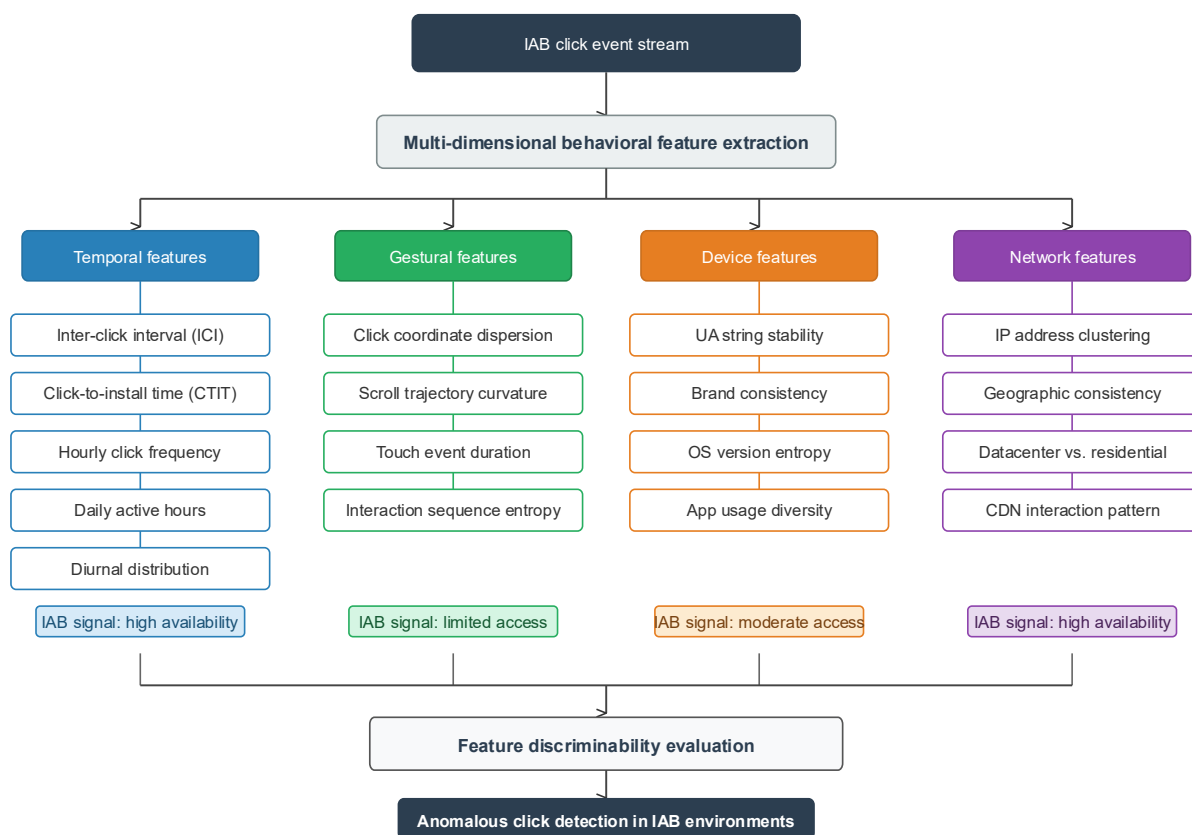 IAB click event stream
Multi-dimensional behavioral feature extraction
Temporal features
Gestural features
Device features
Network features
Inter-click interval (ICI)
Click coordinate dispersion
UA string stability
IP address clustering
Click-to-install time (CTIT)
Scroll trajectory curvature
Brand consistency
Geographic consistency
Hourly click frequency
Touch event duration
OS version entropy
Datacenter vs. residential
Daily active hours
Interaction sequence entropy
App usage diversity
CDN interaction pattern
Diurnal distribution
IAB signal: high availability
IAB signal: limited access
IAB signal: moderate access
IAB signal: high availability
Feature discriminability evaluation
Anomalous click detection in IAB environments